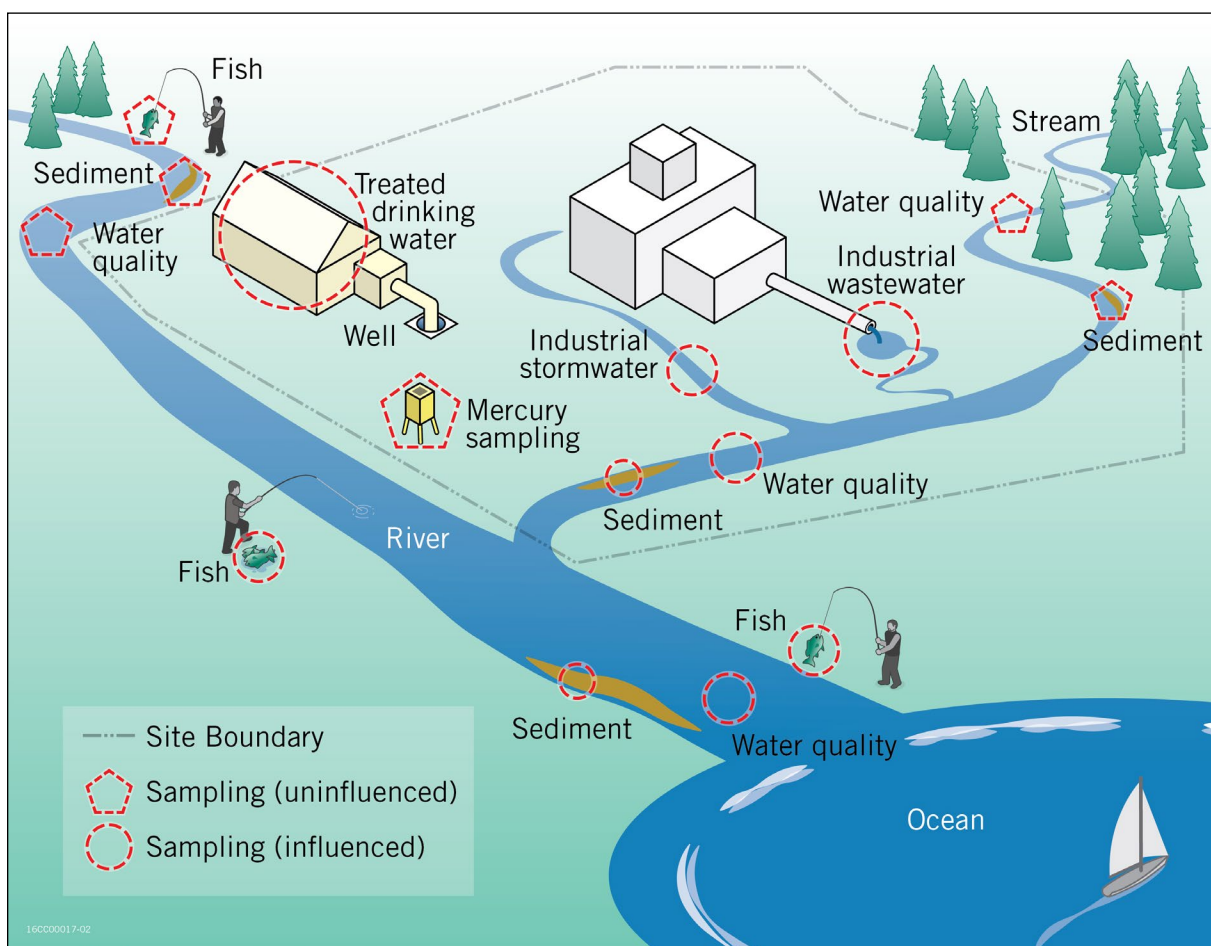 Fish
Stream
Sediment
Treated
drinking
water
Water quality
Water
quality
Industrial
wastewater
Well
Industrial
stormwater
Sediment
Mercury
sampling
Water quality
Sediment
River
Fish
Fish
Sediment
Water quality
Site Boundary
Sampling (uninfluenced)
Sampling (influenced)
Ocean
16CC00017-02